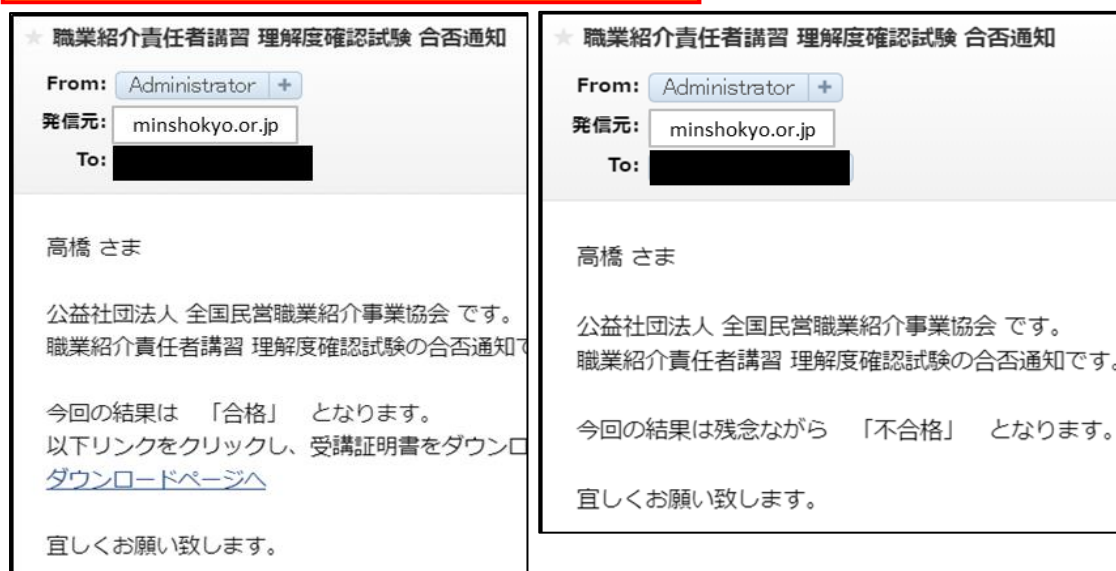 職業紹介責任者講習 理解度確認試験 合否通知
From: Administrator +
発信元: minshokyo.or.jp
To:
高橋 さま
公益社団法人 全国民営職業紹介事業協会 です。
職業紹介責任者講習 理解度確認試験の合否通知で
今回の結果は 「合格」 となります。
以下リンクをクリックし、受講証明書をダウンロ
ダウンロードページへ
宜しくお願い致します。
職業紹介責任者講習 理解度確認試験 合否通知
From: Administrator +
発信元: minshokyo.or.jp
To:
高橋 さま
公益社団法人 全国民営職業紹介事業協会 です。
職業紹介責任者講習 理解度確認試験の合否通知です。
今回の結果は残念ながら 「不合格」 となります。
宜しくお願い致します。